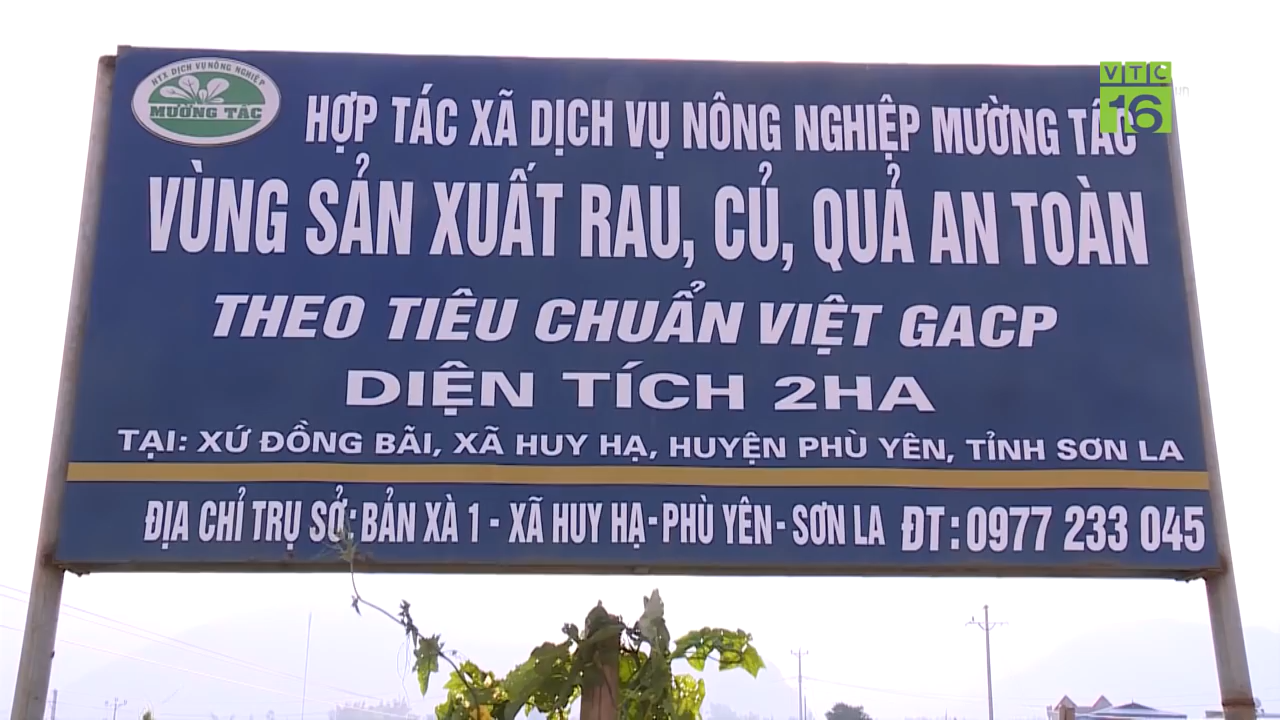 HTX DỊCH VỤ NÔNG NGHIỆP
MƯỜNG TẤC
VTC
16
HỢP TÁC XÃ DỊCH VỤ NÔNG NGHIỆP MƯỜNG TẤC
VÙNG SẢN XUẤT RAU, CỦ, QUẢ AN TOÀN
THEO TIÊU CHUẨN VIỆT GACP
DIỆN TÍCH 2HA
TẠI: XỨ ĐỒNG BÃI, XÃ HUY HẠ, HUYỆN PHÙ YÊN, TỈNH SƠN LA
ĐỊA CHỈ TRỤ SỞ: BẢN XÀ 1 - XÃ HUY HẠ - PHÙ YÊN - SƠN LA ĐT: 0977 233 045